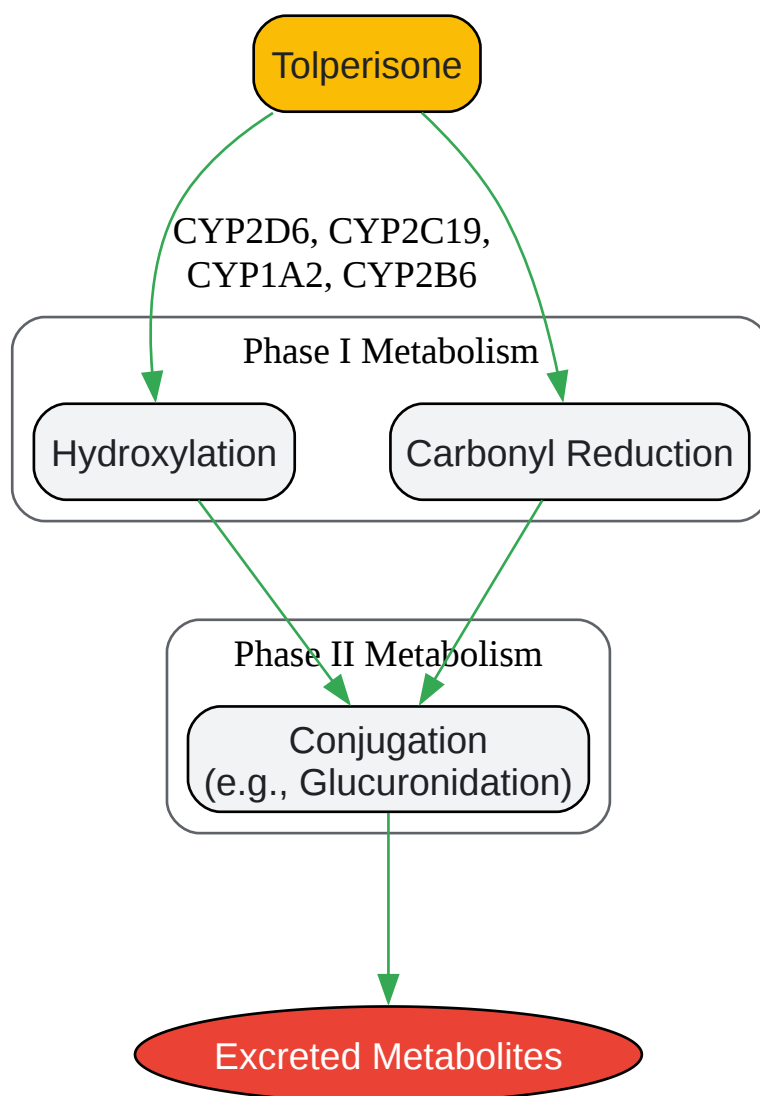 Tolperisone
CYP2D6, CYP2C19,
CYP1A2, CYP2B6
Phase I Metabolism
Hydroxylation
Carbonyl Reduction
Phase II Metabolism
Conjugation
(e.g., Glucuronidation)
Excreted Metabolites